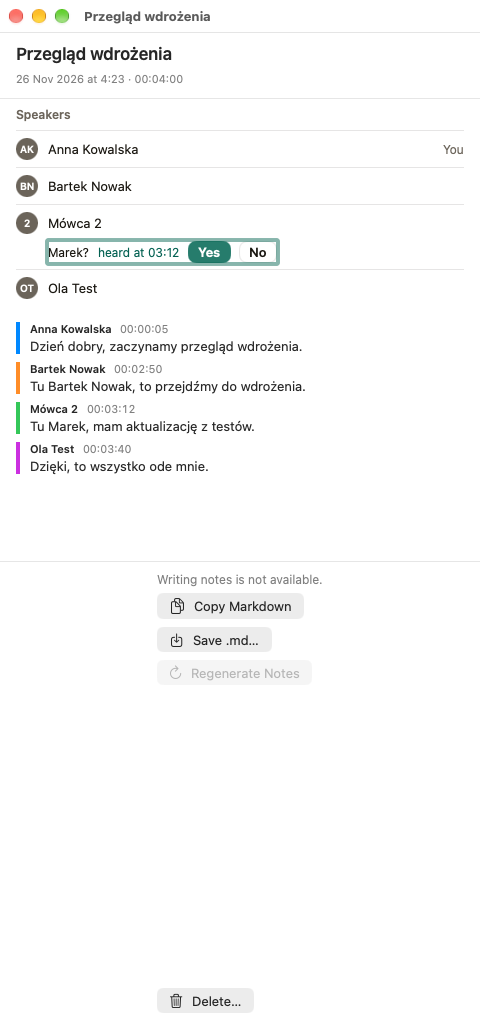 Przegląd wdrożenia
Przegląd wdrożenia
26 Nov 2026 at 4:23 · 00:04:00
Speakers
AK Anna Kowalska You
BN Bartek Nowak
2 Mówca 2
Marek? heard at 03:12 Yes No
OT Ola Test
Anna Kowalska 00:00:05
Dzień dobry, zaczynamy przegląd wdrożenia.
Bartek Nowak 00:02:50
Tu Bartek Nowak, to przejdźmy do wdrożenia.
Mówca 2 00:03:12
Tu Marek, mam aktualizację z testów.
Ola Test 00:03:40
Dzięki, to wszystko ode mnie.
Writing notes is not available.
Copy Markdown
Save .md...
Regenerate Notes
Delete...